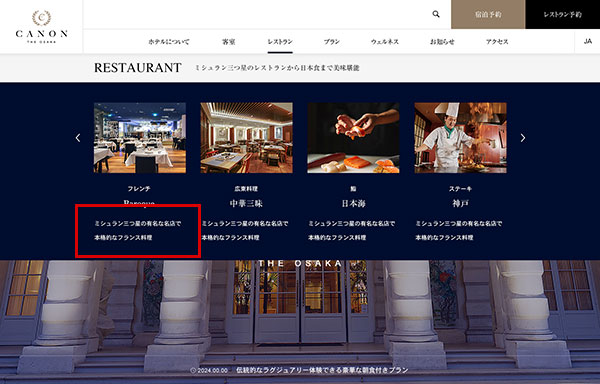 CANON
THE OSAKA
宿泊予約
レストラン予約
ホテルについて
客室
レストラン
プラン
ウェルネス
お知らせ
アクセス
JA
RESTAURANT
ミシュラン三つ星のレストランから日本食まで美味堪能
フレンチ
Baroque
ミシュラン三つ星の有名な名店で
本格的なフランス料理
広東料理
中華三昧
ミシュラン三つ星の有名な名店で
本格的なフランス料理
鮨
日本海
ミシュラン三つ星の有名な名店で
本格的なフランス料理
ステーキ
神戸
ミシュラン三つ星の有名な名店で
本格的なフランス料理
THE OSAKA
2024.00.00 伝統的なラグジュアリー体験できる豪華な朝食付きプラン